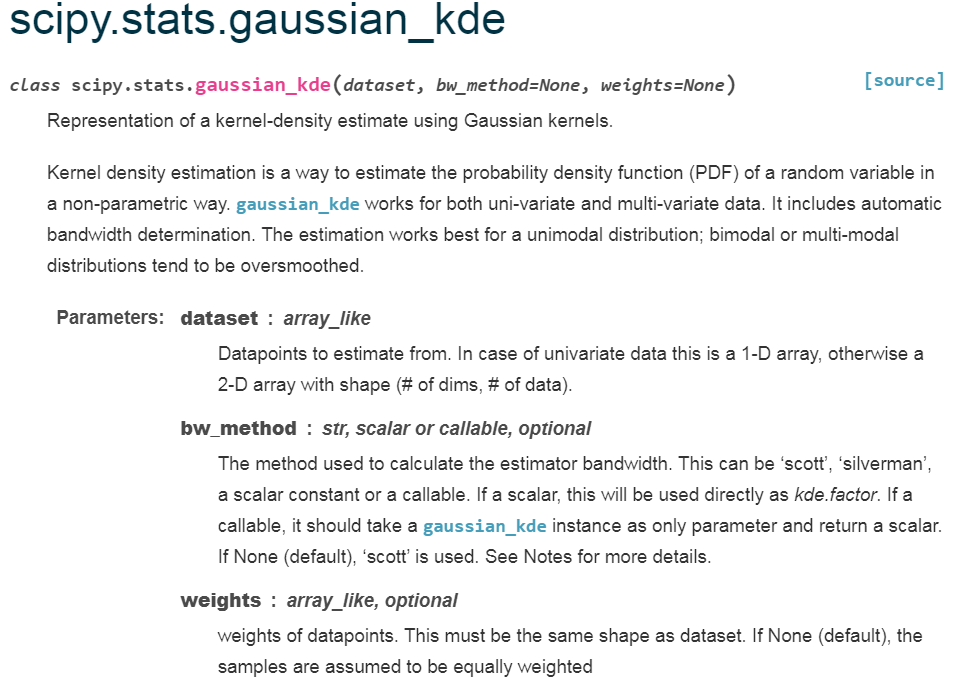 scipy.stats.gaussian_kde
class scipy.stats.gaussian_kde(dataset, bw_method=None, weights=None) [source]
Representation of a kernel-density estimate using Gaussian kernels.
Kernel density estimation is a way to estimate the probability density function (PDF) of a random variable in
a non-parametric way. gaussian_kde works for both uni-variate and multi-variate data. It includes automatic
bandwidth determination. The estimation works best for a unimodal distribution; bimodal or multi-modal
distributions tend to be oversmoothed.
Parameters: dataset : array_like
Datapoints to estimate from. In case of univariate data this is a 1-D array, otherwise a
2-D array with shape (# of dims, # of data).
bw_method : str, scalar or callable, optional
The method used to calculate the estimator bandwidth. This can be ‘scott’, ‘silverman’,
a scalar constant or a callable. If a scalar, this will be used directly as kde.factor. If a
callable, it should take a gaussian_kde instance as only parameter and return a scalar.
If None (default), ‘scott’ is used. See Notes for more details.
weights : array_like, optional
weights of datapoints. This must be the same shape as dataset. If None (default), the
samples are assumed to be equally weighted